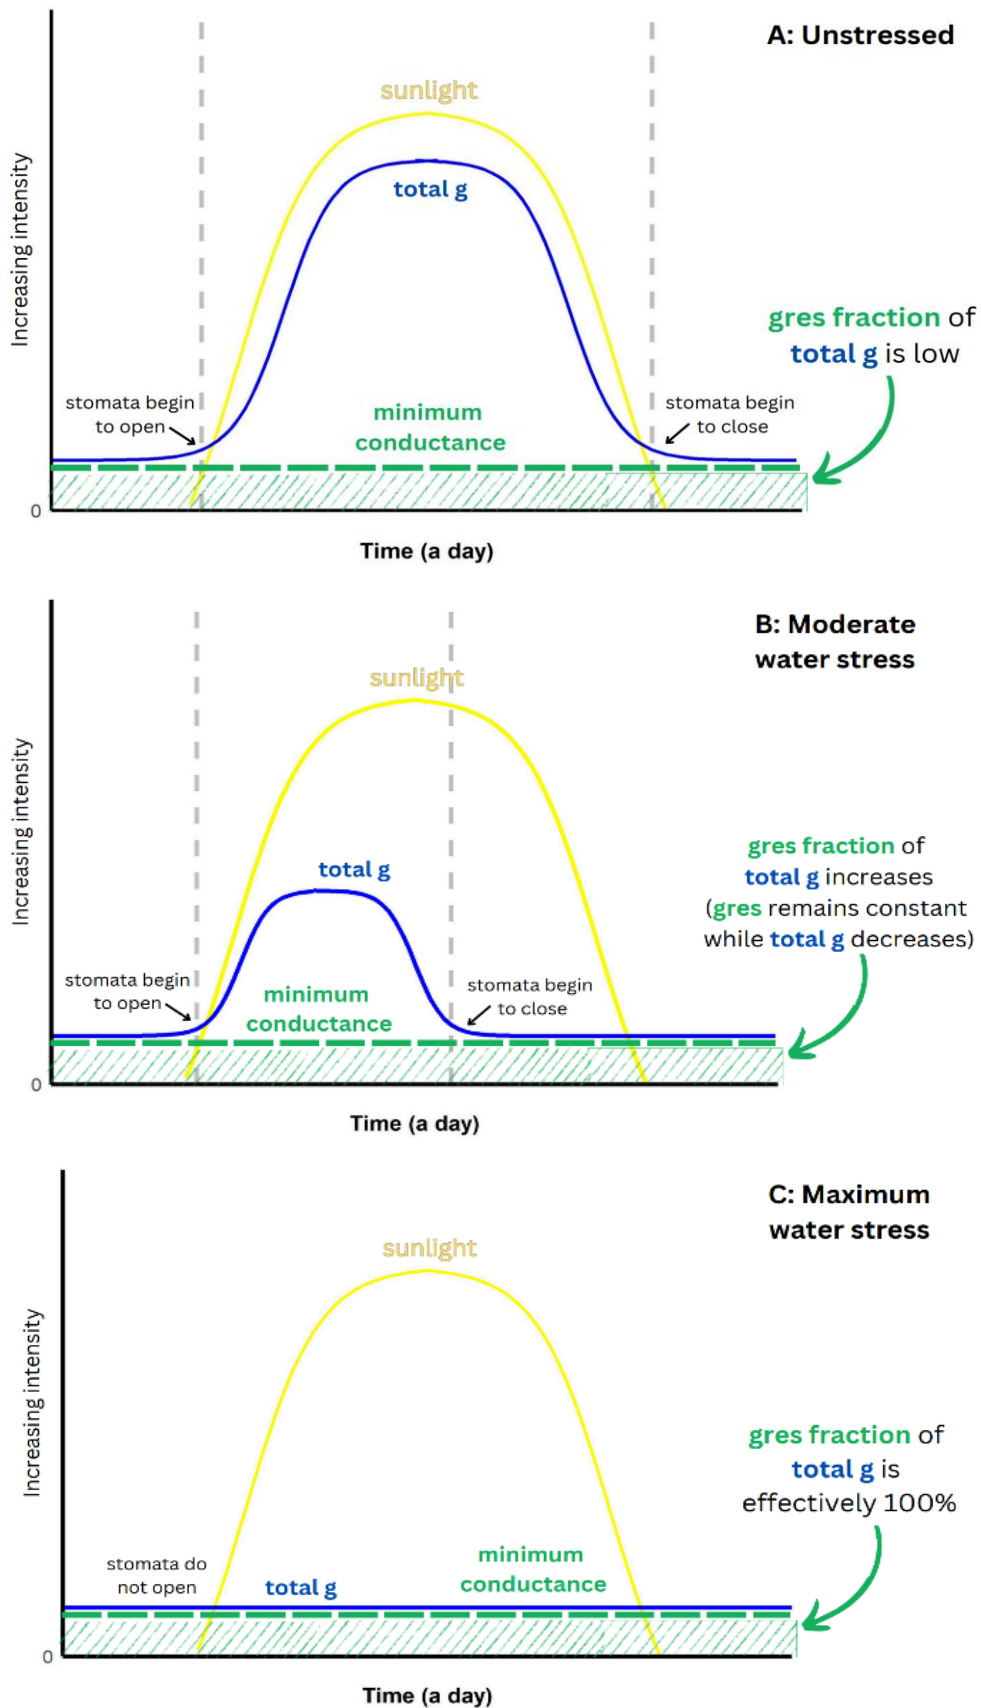 A: Unstressed
sunlight
total g
Increasing intensity
gres fraction of
total g is low
stomata begin
to open
minimum
conductance
stomata begin
to close
0
Time (a day)
B: Moderate
water stress
sunlight
Increasing intensity
total g
gres fraction of
total g increases
(gres remains constant
while total g decreases)
stomata begin
to open
minimum
conductance
stomata begin
to close
0
Time (a day)
C: Maximum
water stress
sunlight
Increasing intensity
gres fraction of
total g is
effectively 100%
stomata do
not open
total g
minimum
conductance
0
Time (a day)